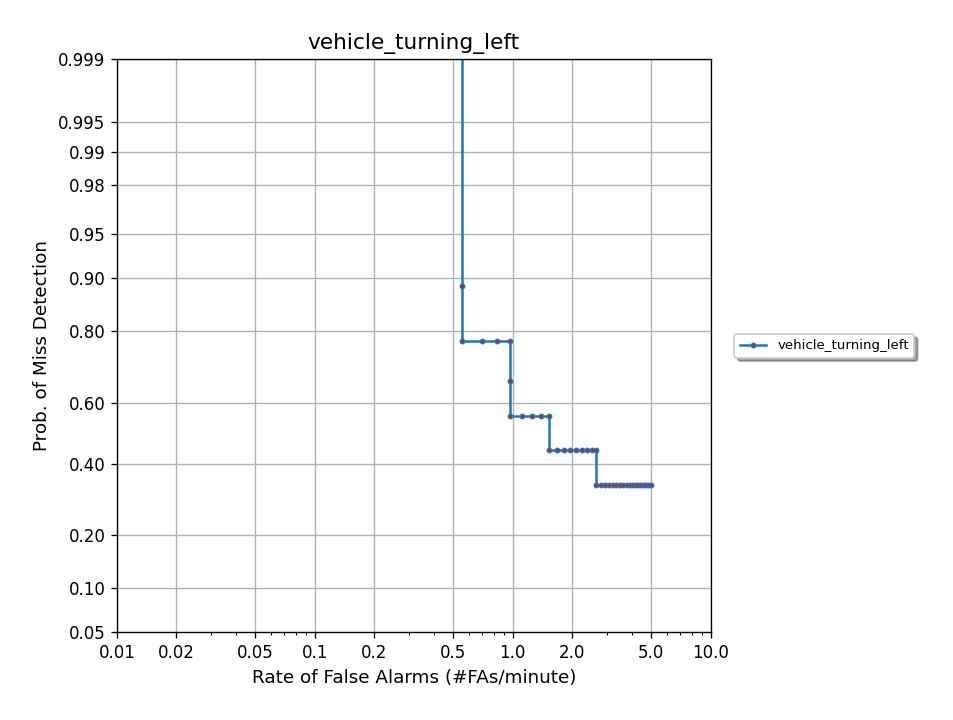 vehicle_turning_left
0.999
0.995
0.99
0.98
0.95
0.90
0.80
0.60
0.40
0.20
0.10
0.05
Prob. of Miss Detection
0.01 0.02 0.05 0.1 0.2 0.5 1.0 2.0 5.0 10.0
Rate of False Alarms (#FAs/minute)
vehicle_turning_left